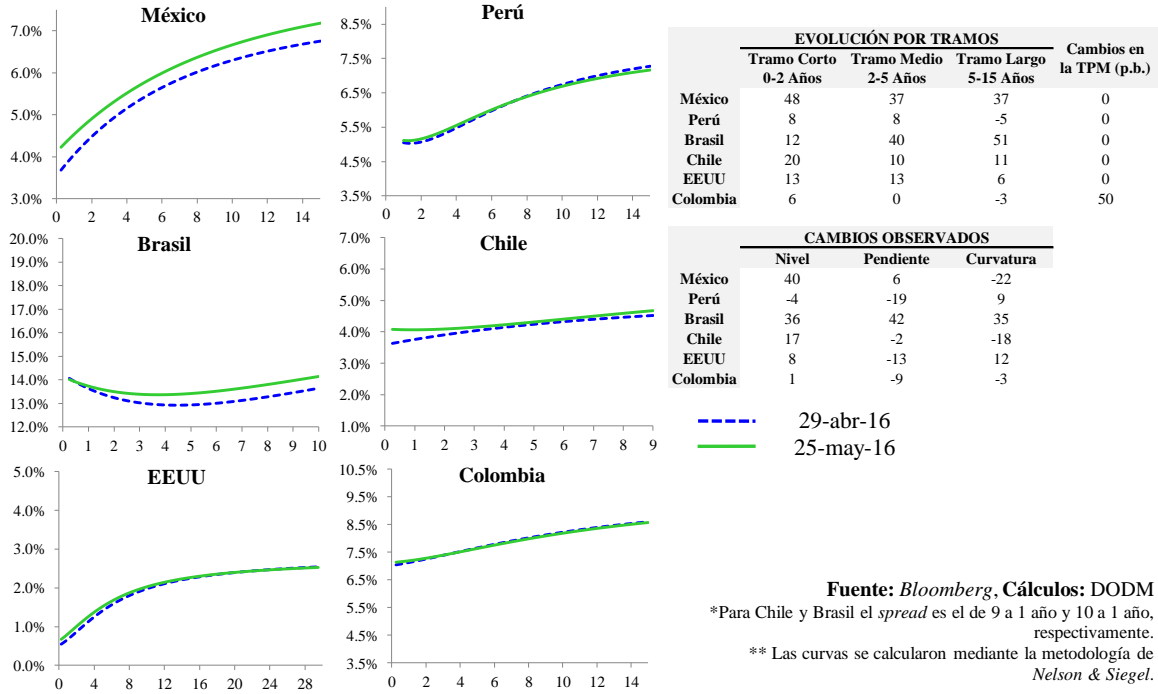 México
7.0%
6.0%
5.0%
4.0%
3.0%
0 2 4 6 8 10 12 14
Perú
8.5%
7.5%
6.5%
5.5%
4.5%
3.5%
0 2 4 6 8 10 12 14
EVOLUCIÓN POR TRAMOS
Cambios en la TPM (p.b.)
Tramo Corto 0-2 Años Tramo Medio 2-5 Años Tramo Largo 5-15 Años
México 48 37 37 0
Perú 8 8 -5 0
Brasil 12 40 51 0
Chile 20 10 11 0
EEUU 13 13 6 0
Colombia 6 0 -3 50
Brasil
20.0%
19.0%
18.0%
17.0%
16.0%
15.0%
14.0%
13.0%
12.0%
0 1 2 3 4 5 6 7 8 9 10
Chile
7.0%
6.0%
5.0%
4.0%
3.0%
2.0%
1.0%
0 1 2 3 4 5 6 7 8 9
CAMBIOS OBSERVADOS
Nivel Pendiente Curvatura
México 40 6 -22
Perú -4 -19 9
Brasil 36 42 35
Chile 17 -2 -18
EEUU 8 -13 12
Colombia 1 -9 -3
29-abr-16
25-may-16
EEUU
5.0%
4.0%
3.0%
2.0%
1.0%
0.0%
0 4 8 12 16 20 24 28
Colombia
10.5%
9.5%
8.5%
7.5%
6.5%
5.5%
4.5%
3.5%
0 2 4 6 8 10 12 14
Fuente: Bloomberg, Cálculos: DODM
*Para Chile y Brasil el spread es el de 9 a 1 año y 10 a 1 año,
respectivamente.
** Las curvas se calcularon mediante la metodología de
Nelson & Siegel.